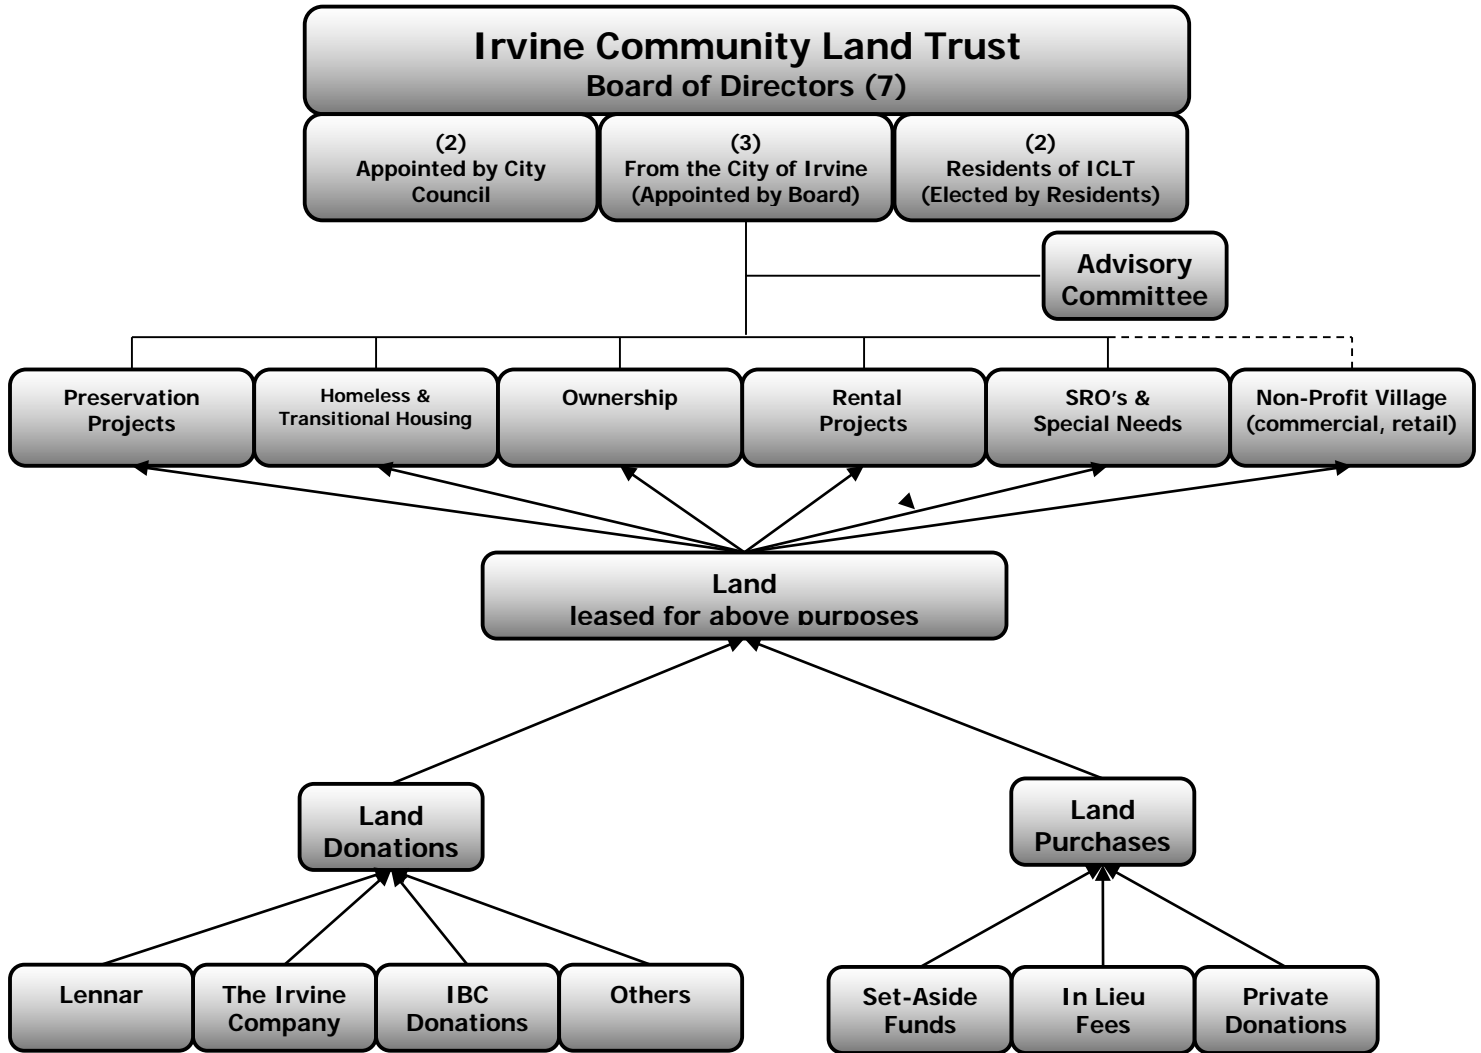 Irvine Community Land Trust
Board of Directors (7)
(2)
Appointed by City
Council
(3)
From the City of Irvine
(Appointed by Board)
(2)
Residents of ICLT
(Elected by Residents)
Advisory
Committee
Preservation
Projects
Homeless &
Transitional Housing
Ownership
Rental
Projects
SRO's &
Special Needs
Non-Profit Village
(commercial, retail)
Land
leased for above purposes
Land
Donations
Land
Purchases
Lennar
The Irvine
Company
IBC
Donations
Others
Set-Aside
Funds
In Lieu
Fees
Private
Donations